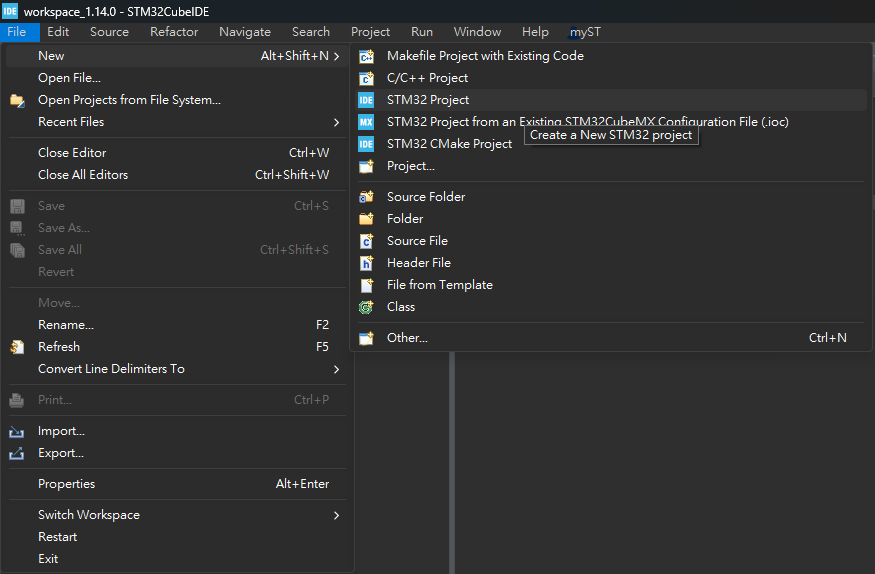 IDE workspace_1.14.0 - STM32CubeIDE
File Edit Source Refactor Navigate Search Project Run Window Help myST
New Alt+Shift+N
Open File...
Open Projects from File System...
Recent Files
Close Editor Ctrl+W
Close All Editors Ctrl+Shift+W
Save Ctrl+S
Save As...
Save All Ctrl+Shift+S
Revert
Move...
Rename... F2
Refresh F5
Convert Line Delimiters To
Print... Ctrl+P
Import...
Export...
Properties Alt+Enter
Switch Workspace
Restart
Exit
Makefile Project with Existing Code
C/C++ Project
IDE STM32 Project
MX STM32 Project from an Existing STM32CubeMX Configuration File (.ioc)
Create a New STM32 project
IDE STM32 CMake Project
Project...
Source Folder
Folder
c Source File
h Header File
File from Template
Class
Other... Ctrl+N